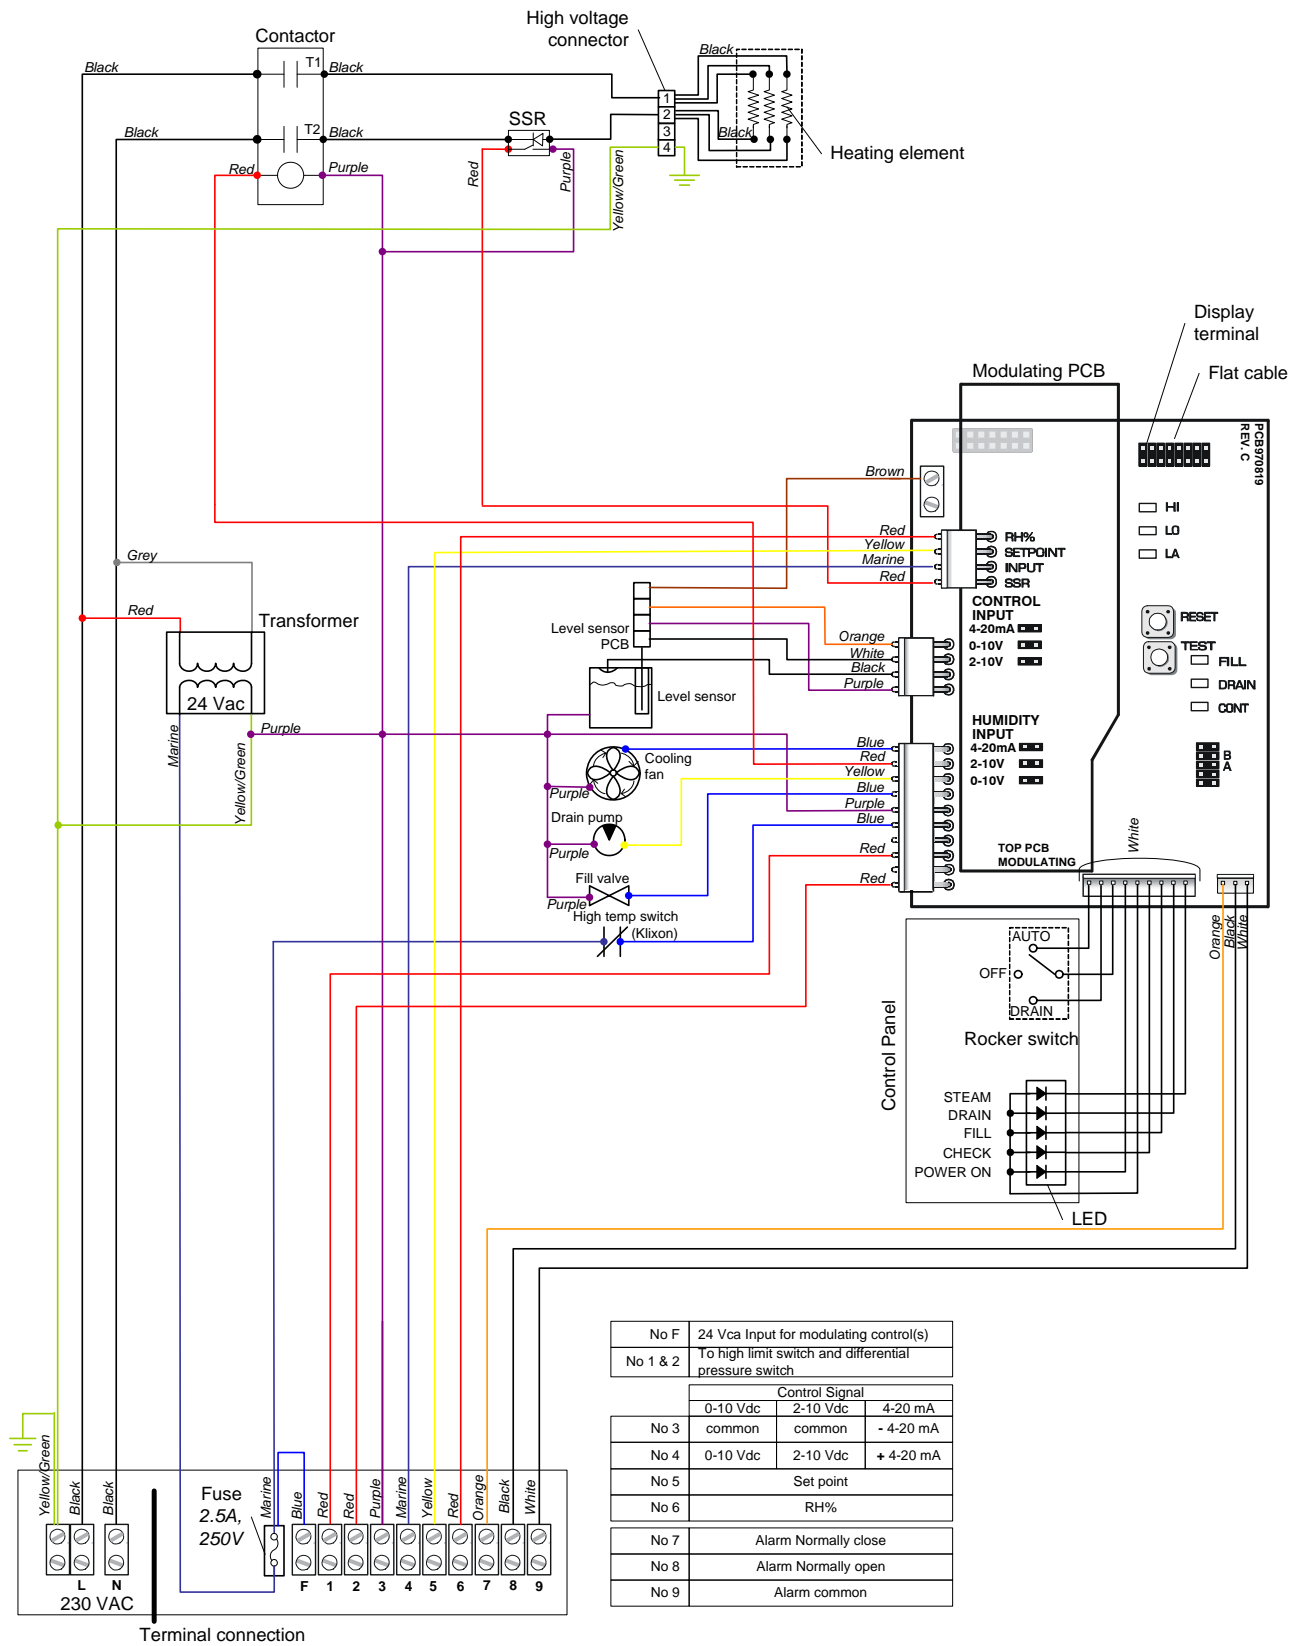 High voltage
connector
Contactor
Black
T1
Black
Black
1
2
3
4
Black
Heating element
Black
T2
Black
SSR
Red
Purple
Red
Purple
Yellow/Green
Display
terminal
Flat cable
Modulating PCB
PCB970819
REV. C
Brown
HI
LO
LA
Red
Yellow
Marine
Red
RH%
SETPOINT
INPUT
SSR
CONTROL
INPUT
4-20mA
0-10V
2-10V
RESET
TEST
FILL
DRAIN
CONT
Grey
Red
Transformer
24 Vac
Marine
Yellow/Green
Purple
Level sensor
PCB
Level sensor
Orange
White
Black
Purple
HUMIDITY
INPUT
4-20mA
2-10V
0-10V
B
A
Blue
Red
Yellow
Blue
Purple
Blue
Red
Red
Cooling
fan
Purple
Drain pump
Purple
Fill valve
Purple
High temp switch
(Klixon)
TOP PCB
MODULATING
White
Orange
Black
White
Control Panel
AUTO
OFF
DRAIN
Rocker switch
STEAM
DRAIN
FILL
CHECK
POWER ON
LED
No F 24 Vca Input for modulating control(s)
No 1 & 2 To high limit switch and differential
pressure switch
Control Signal
0-10 Vdc 2-10 Vdc 4-20 mA
No 3 common common - 4-20 mA
No 4 0-10 Vdc 2-10 Vdc + 4-20 mA
No 5 Set point
No 6 RH%
No 7 Alarm Normally close
No 8 Alarm Normally open
No 9 Alarm common
Yellow/Green
Black
Black
Fuse
2.5A,
250V
Marine
Blue
Red
Red
Purple
Marine
Yellow
Red
Orange
Black
White
L N F 1 2 3 4 5 6 7 8 9
230 VAC
Terminal connection